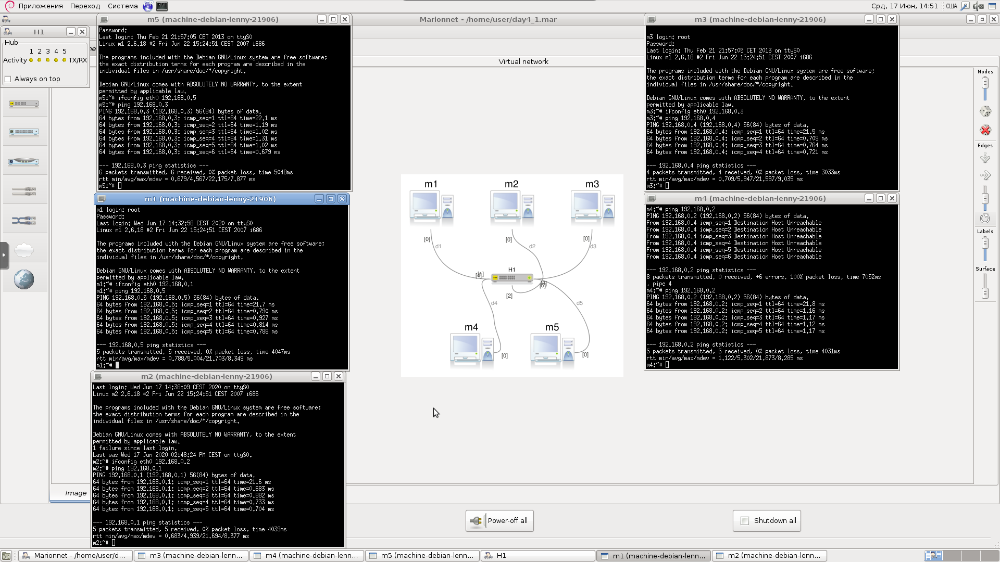 Приложения Переход Система
Срд, 17 Июн, 14:51 США
Marionnet - /home/user/day4_1.mar
H1
Hub
1 2 3 4 5
Activity TX/RX
Always on top
m5 (machine-debian-lenny-21906)
Password:
Last login: Thu Feb 21 21:57:05 CET 2013 on ttyS0
Linux m1 2.6.18 #2 Fri Jun 22 15:24:51 CEST 2007 i686
The programs included with the Debian GNU/Linux system are free software;
the exact distribution terms for each program are described in the
individual files in /usr/share/doc/*/copyright.
Debian GNU/Linux comes with ABSOLUTELY NO WARRANTY, to the extent
permitted by applicable law.
m5:~# ifconfig eth0 192.168.0.5
m5:~# ping 192.168.0.3
PING 192.168.0.3 (192.168.0.3) 56(84) bytes of data.
64 bytes from 192.168.0.3: icmp_seq=1 ttl=64 time=22.1 ms
64 bytes from 192.168.0.3: icmp_seq=2 ttl=64 time=1.19 ms
64 bytes from 192.168.0.3: icmp_seq=3 ttl=64 time=1.02 ms
64 bytes from 192.168.0.3: icmp_seq=4 ttl=64 time=1.31 ms
64 bytes from 192.168.0.3: icmp_seq=5 ttl=64 time=1.02 ms
64 bytes from 192.168.0.3: icmp_seq=6 ttl=64 time=0.679 ms
--- 192.168.0.3 ping statistics ---
6 packets transmitted, 6 received, 0% packet loss, time 5048ms
rtt min/avg/max/mdev = 0.679/4.567/22.175/7.877 ms
m5:~#
m1 (machine-debian-lenny-21906)
m1 login: root
Password:
Last login: Wed Jun 17 14:32:58 CEST 2020 on ttyS0
Linux m1 2.6.18 #2 Fri Jun 22 15:24:51 CEST 2007 i686
The programs included with the Debian GNU/Linux system are free software;
the exact distribution terms for each program are described in the
individual files in /usr/share/doc/*/copyright.
Debian GNU/Linux comes with ABSOLUTELY NO WARRANTY, to the extent
permitted by applicable law.
m1:~# ifconfig eth0 192.168.0.1
m1:~# ping 192.168.0.5
PING 192.168.0.5 (192.168.0.5) 56(84) bytes of data.
64 bytes from 192.168.0.5: icmp_seq=1 ttl=64 time=21.7 ms
64 bytes from 192.168.0.5: icmp_seq=2 ttl=64 time=0.790 ms
64 bytes from 192.168.0.5: icmp_seq=3 ttl=64 time=0.927 ms
64 bytes from 192.168.0.5: icmp_seq=4 ttl=64 time=0.814 ms
64 bytes from 192.168.0.5: icmp_seq=5 ttl=64 time=0.788 ms
--- 192.168.0.5 ping statistics ---
5 packets transmitted, 5 received, 0% packet loss, time 4047ms
rtt min/avg/max/mdev = 0.788/5.004/21.703/8.349 ms
m1:~#
m2 (machine-debian-lenny-21906)
Last login: Wed Jun 17 14:36:09 CEST 2020 on ttyS0
Linux m2 2.6.18 #2 Fri Jun 22 15:24:51 CEST 2007 i686
The programs included with the Debian GNU/Linux system are free software;
the exact distribution terms for each program are described in the
individual files in /usr/share/doc/*/copyright.
Debian GNU/Linux comes with ABSOLUTELY NO WARRANTY, to the extent
permitted by applicable law.
1 failure since last login.
Last was Wed 17 Jun 2020 02:48:24 PM CEST on ttyS0.
m2:~# ifconfig eth0 192.168.0.2
m2:~# ping 192.168.0.1
PING 192.168.0.1 (192.168.0.1) 56(84) bytes of data.
64 bytes from 192.168.0.1: icmp_seq=1 ttl=64 time=21.6 ms
64 bytes from 192.168.0.1: icmp_seq=2 ttl=64 time=0.683 ms
64 bytes from 192.168.0.1: icmp_seq=3 ttl=64 time=0.882 ms
64 bytes from 192.168.0.1: icmp_seq=4 ttl=64 time=0.733 ms
64 bytes from 192.168.0.1: icmp_seq=5 ttl=64 time=0.704 ms
--- 192.168.0.1 ping statistics ---
5 packets transmitted, 5 received, 0% packet loss, time 4039ms
rtt min/avg/max/mdev = 0.683/4.939/21.694/8.377 ms
m2:~#
Virtual network
m1 m2 m3
[0] [0] [0]
d1 d2 d3
H1
[2]
d4 d5
m4 m5
[0] [0]
m3 (machine-debian-lenny-21906)
m3 login: root
Password:
Last login: Thu Feb 21 21:57:05 CET 2013 on ttyS0
Linux m1 2.6.18 #2 Fri Jun 22 15:24:51 CEST 2007 i686
The programs included with the Debian GNU/Linux system are free software;
the exact distribution terms for each program are described in the
individual files in /usr/share/doc/*/copyright.
Debian GNU/Linux comes with ABSOLUTELY NO WARRANTY, to the extent
permitted by applicable law.
m3:~# ifconfig eth0 192.168.0.3
m3:~# ping 192.168.0.4
PING 192.168.0.4 (192.168.0.4) 56(84) bytes of data.
64 bytes from 192.168.0.4: icmp_seq=1 ttl=64 time=21.5 ms
64 bytes from 192.168.0.4: icmp_seq=2 ttl=64 time=0.709 ms
64 bytes from 192.168.0.4: icmp_seq=3 ttl=64 time=0.764 ms
64 bytes from 192.168.0.4: icmp_seq=4 ttl=64 time=0.721 ms
--- 192.168.0.4 ping statistics ---
4 packets transmitted, 4 received, 0% packet loss, time 3033ms
rtt min/avg/max/mdev = 0.709/5.947/21.597/9.035 ms
m3:~#
m4 (machine-debian-lenny-21906)
m4:~# ping 192.168.0.2
PING 192.168.0.2 (192.168.0.2) 56(84) bytes of data.
From 192.168.0.4 icmp_seq=1 Destination Host Unreachable
From 192.168.0.4 icmp_seq=2 Destination Host Unreachable
From 192.168.0.4 icmp_seq=3 Destination Host Unreachable
From 192.168.0.4 icmp_seq=4 Destination Host Unreachable
From 192.168.0.4 icmp_seq=5 Destination Host Unreachable
From 192.168.0.4 icmp_seq=6 Destination Host Unreachable
--- 192.168.0.2 ping statistics ---
8 packets transmitted, 0 received, +6 errors, 100% packet loss, time 7052ms
, pipe 4
m4:~# ping 192.168.0.2
PING 192.168.0.2 (192.168.0.2) 56(84) bytes of data.
64 bytes from 192.168.0.2: icmp_seq=1 ttl=64 time=21.8 ms
64 bytes from 192.168.0.2: icmp_seq=2 ttl=64 time=1.16 ms
64 bytes from 192.168.0.2: icmp_seq=3 ttl=64 time=1.17 ms
64 bytes from 192.168.0.2: icmp_seq=4 ttl=64 time=1.12 ms
64 bytes from 192.168.0.2: icmp_seq=5 ttl=64 time=1.17 ms
--- 192.168.0.2 ping statistics ---
5 packets transmitted, 5 received, 0% packet loss, time 4031ms
rtt min/avg/max/mdev = 1.122/5.302/21.873/8.285 ms
m4:~#
Nodes
Edges
Labels
Surface
Image
Power-off all
Shutdown all
Marionnet - /home/user/d...
m3 (machine-debian-lenn...
m4 (machine-debian-lenn...
m5 (machine-debian-lenn...
H1
m1 (machine-debian-lenn...
m2 (machine-debian-lenn...